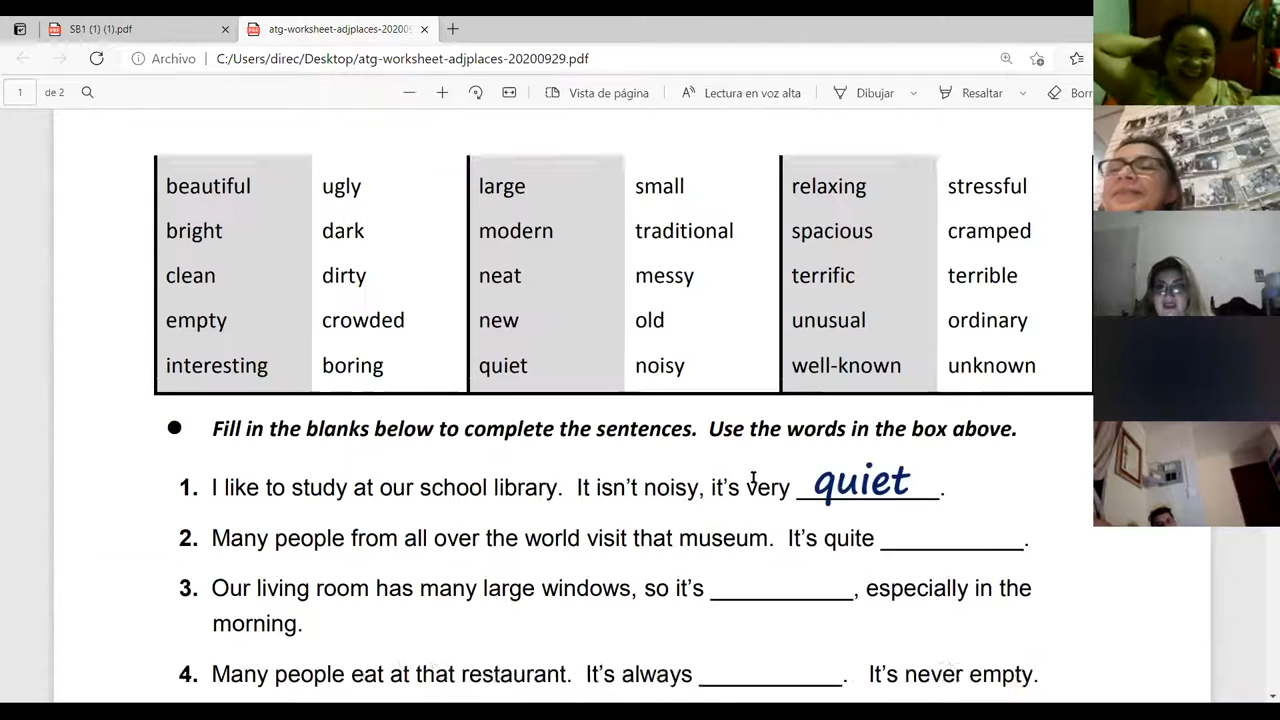 SB1 (1) (1).pdf
atg-worksheet-adjplaces-20200929.
Archivo C:/Users/direc/Desktop/atg-worksheet-adjplaces-20200929.pdf
1 de 2 Vista de página Lectura en voz alta Dibujar Resaltar Borr
beautiful ugly large small relaxing stressful
bright dark modern traditional spacious cramped
clean dirty neat messy terrific terrible
empty crowded new old unusual ordinary
interesting boring quiet noisy well-known unknown
● Fill in the blanks below to complete the sentences. Use the words in the box above.
1. I like to study at our school library. It isn’t noisy, it’s very quiet.
2. Many people from all over the world visit that museum. It’s quite ___________.
3. Our living room has many large windows, so it’s ___________, especially in the
morning.
4. Many people eat at that restaurant. It’s always ___________. It’s never empty.